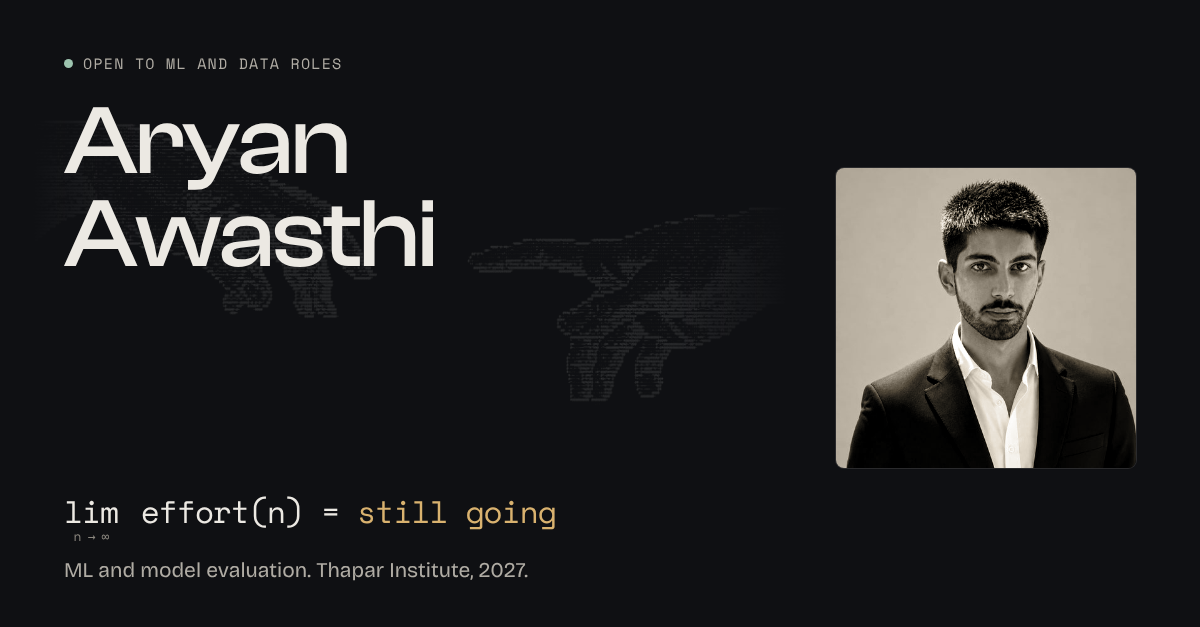 OPEN TO ML AND DATA ROLES
Aryan
Awasthi
lim effort(n) = still going
n → ∞
ML and model evaluation. Thapar Institute, 2027.